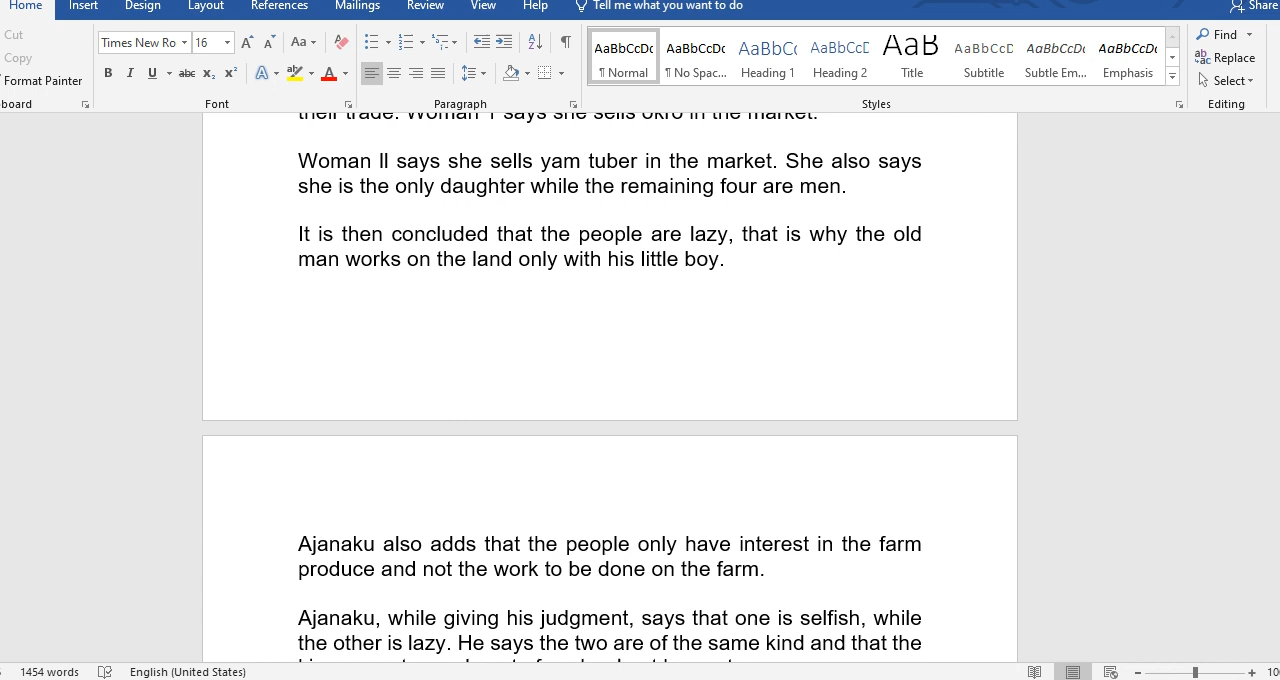 Home Insert Design Layout References Mailings Review View Help Tell me what you want to do Share
Cut
Copy
Format Painter
board
Times New Ro 16
Aa
B I U abc x₂ x² A ab A
Font
Paragraph
AaBbCcDc AaBbCcDc AaBbCc AaBbCcD AaB AaBbCcD AaBbCcDc AaBbCcDc
¶ Normal ¶ No Spac... Heading 1 Heading 2 Title Subtitle Subtle Em... Emphasis
Styles
Find
Replace
Select
Editing
their trade. Woman 1 says she sells okro in the market.
Woman II says she sells yam tuber in the market. She also says
she is the only daughter while the remaining four are men.
It is then concluded that the people are lazy, that is why the old
man works on the land only with his little boy.
Ajanaku also adds that the people only have interest in the farm
produce and not the work to be done on the farm.
Ajanaku, while giving his judgment, says that one is selfish, while
the other is lazy. He says the two are of the same kind and that the
1454 words English (United States) - + 10